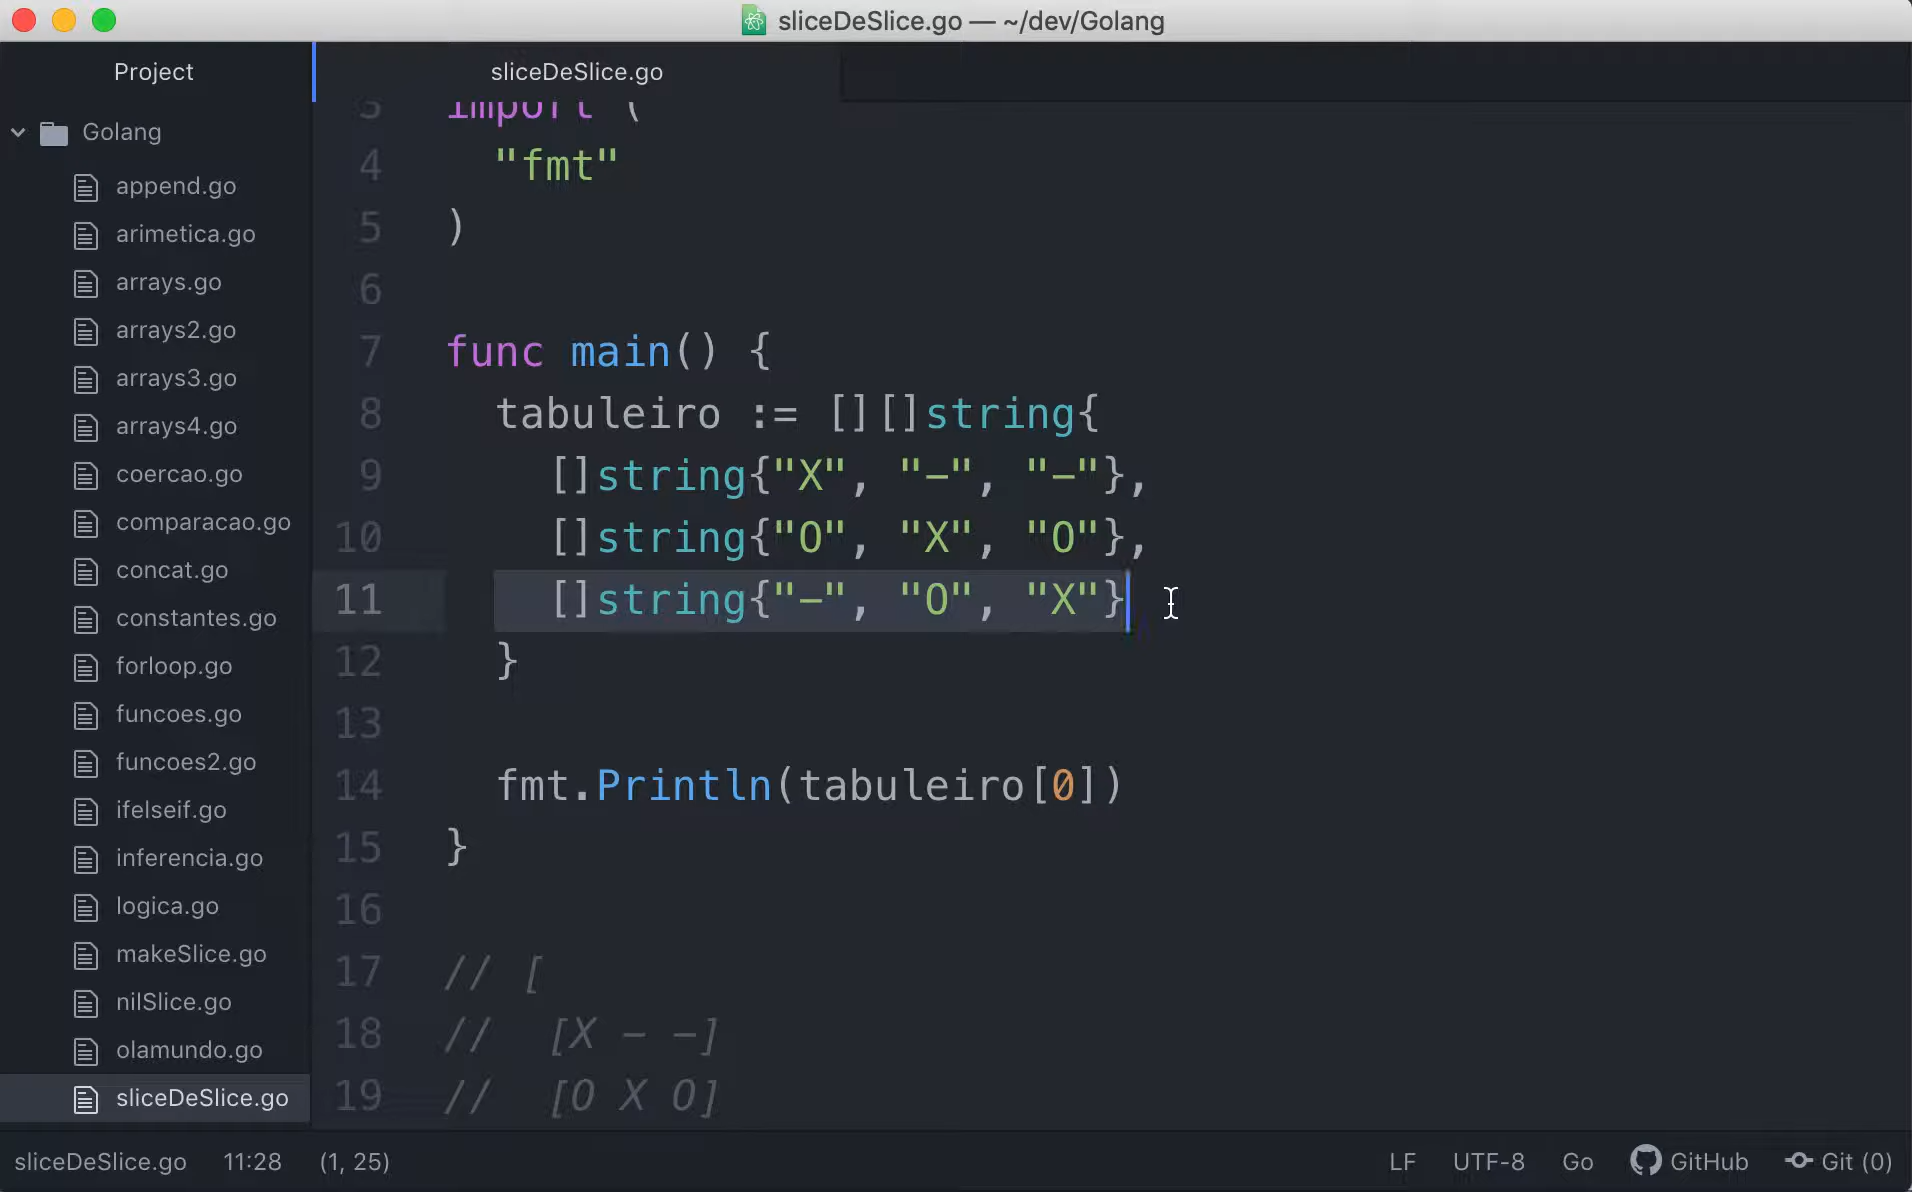 sliceDeSlice.go — ~/dev/Golang
Project
sliceDeSlice.go
Golang
append.go
arimetica.go
arrays.go
arrays2.go
arrays3.go
arrays4.go
coercao.go
comparacao.go
concat.go
constantes.go
forloop.go
funcoes.go
funcoes2.go
ifelseif.go
inferencia.go
logica.go
makeSlice.go
nilSlice.go
olamundo.go
sliceDeSlice.go
3 import (
4 "fmt"
5 )
6
7 func main() {
8 tabuleiro := [][]string{
9 []string{"X", "-", "-"},
10 []string{"O", "X", "O"},
11 []string{"-", "O", "X"}
12 }
13
14 fmt.Println(tabuleiro[0])
15 }
16
17 // [
18 // [X - -]
19 // [O X O]
sliceDeSlice.go 11:28 (1, 25) LF UTF-8 Go GitHub Git (0)